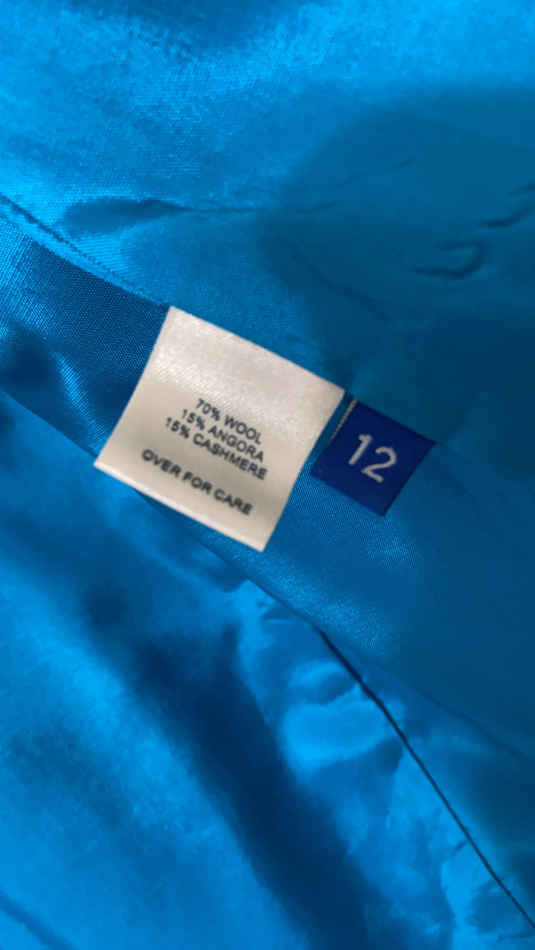 70% WOOL
15% ANGORA
15% CASHMERE
OVER FOR CARE
12